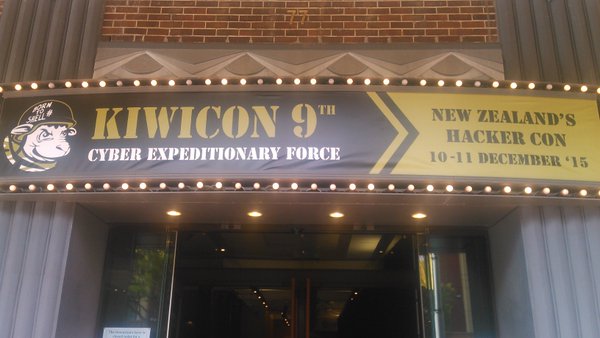 77
BORN
TO
SHELL
#
KIWICON 9TH
CYBER EXPEDITIONARY FORCE
NEW ZEALAND'S
HACKER CON
10-11 DECEMBER '15